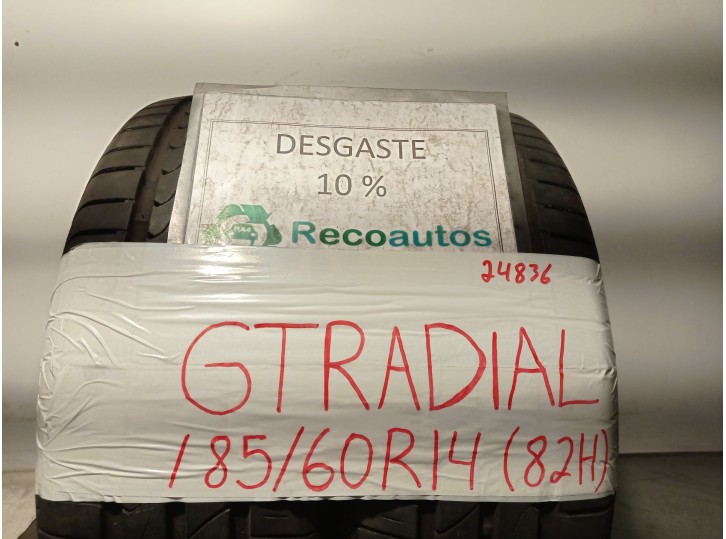 DESGASTE
10 %
Recoautos
24836
GTRADIAL
185/60R14 (82H)